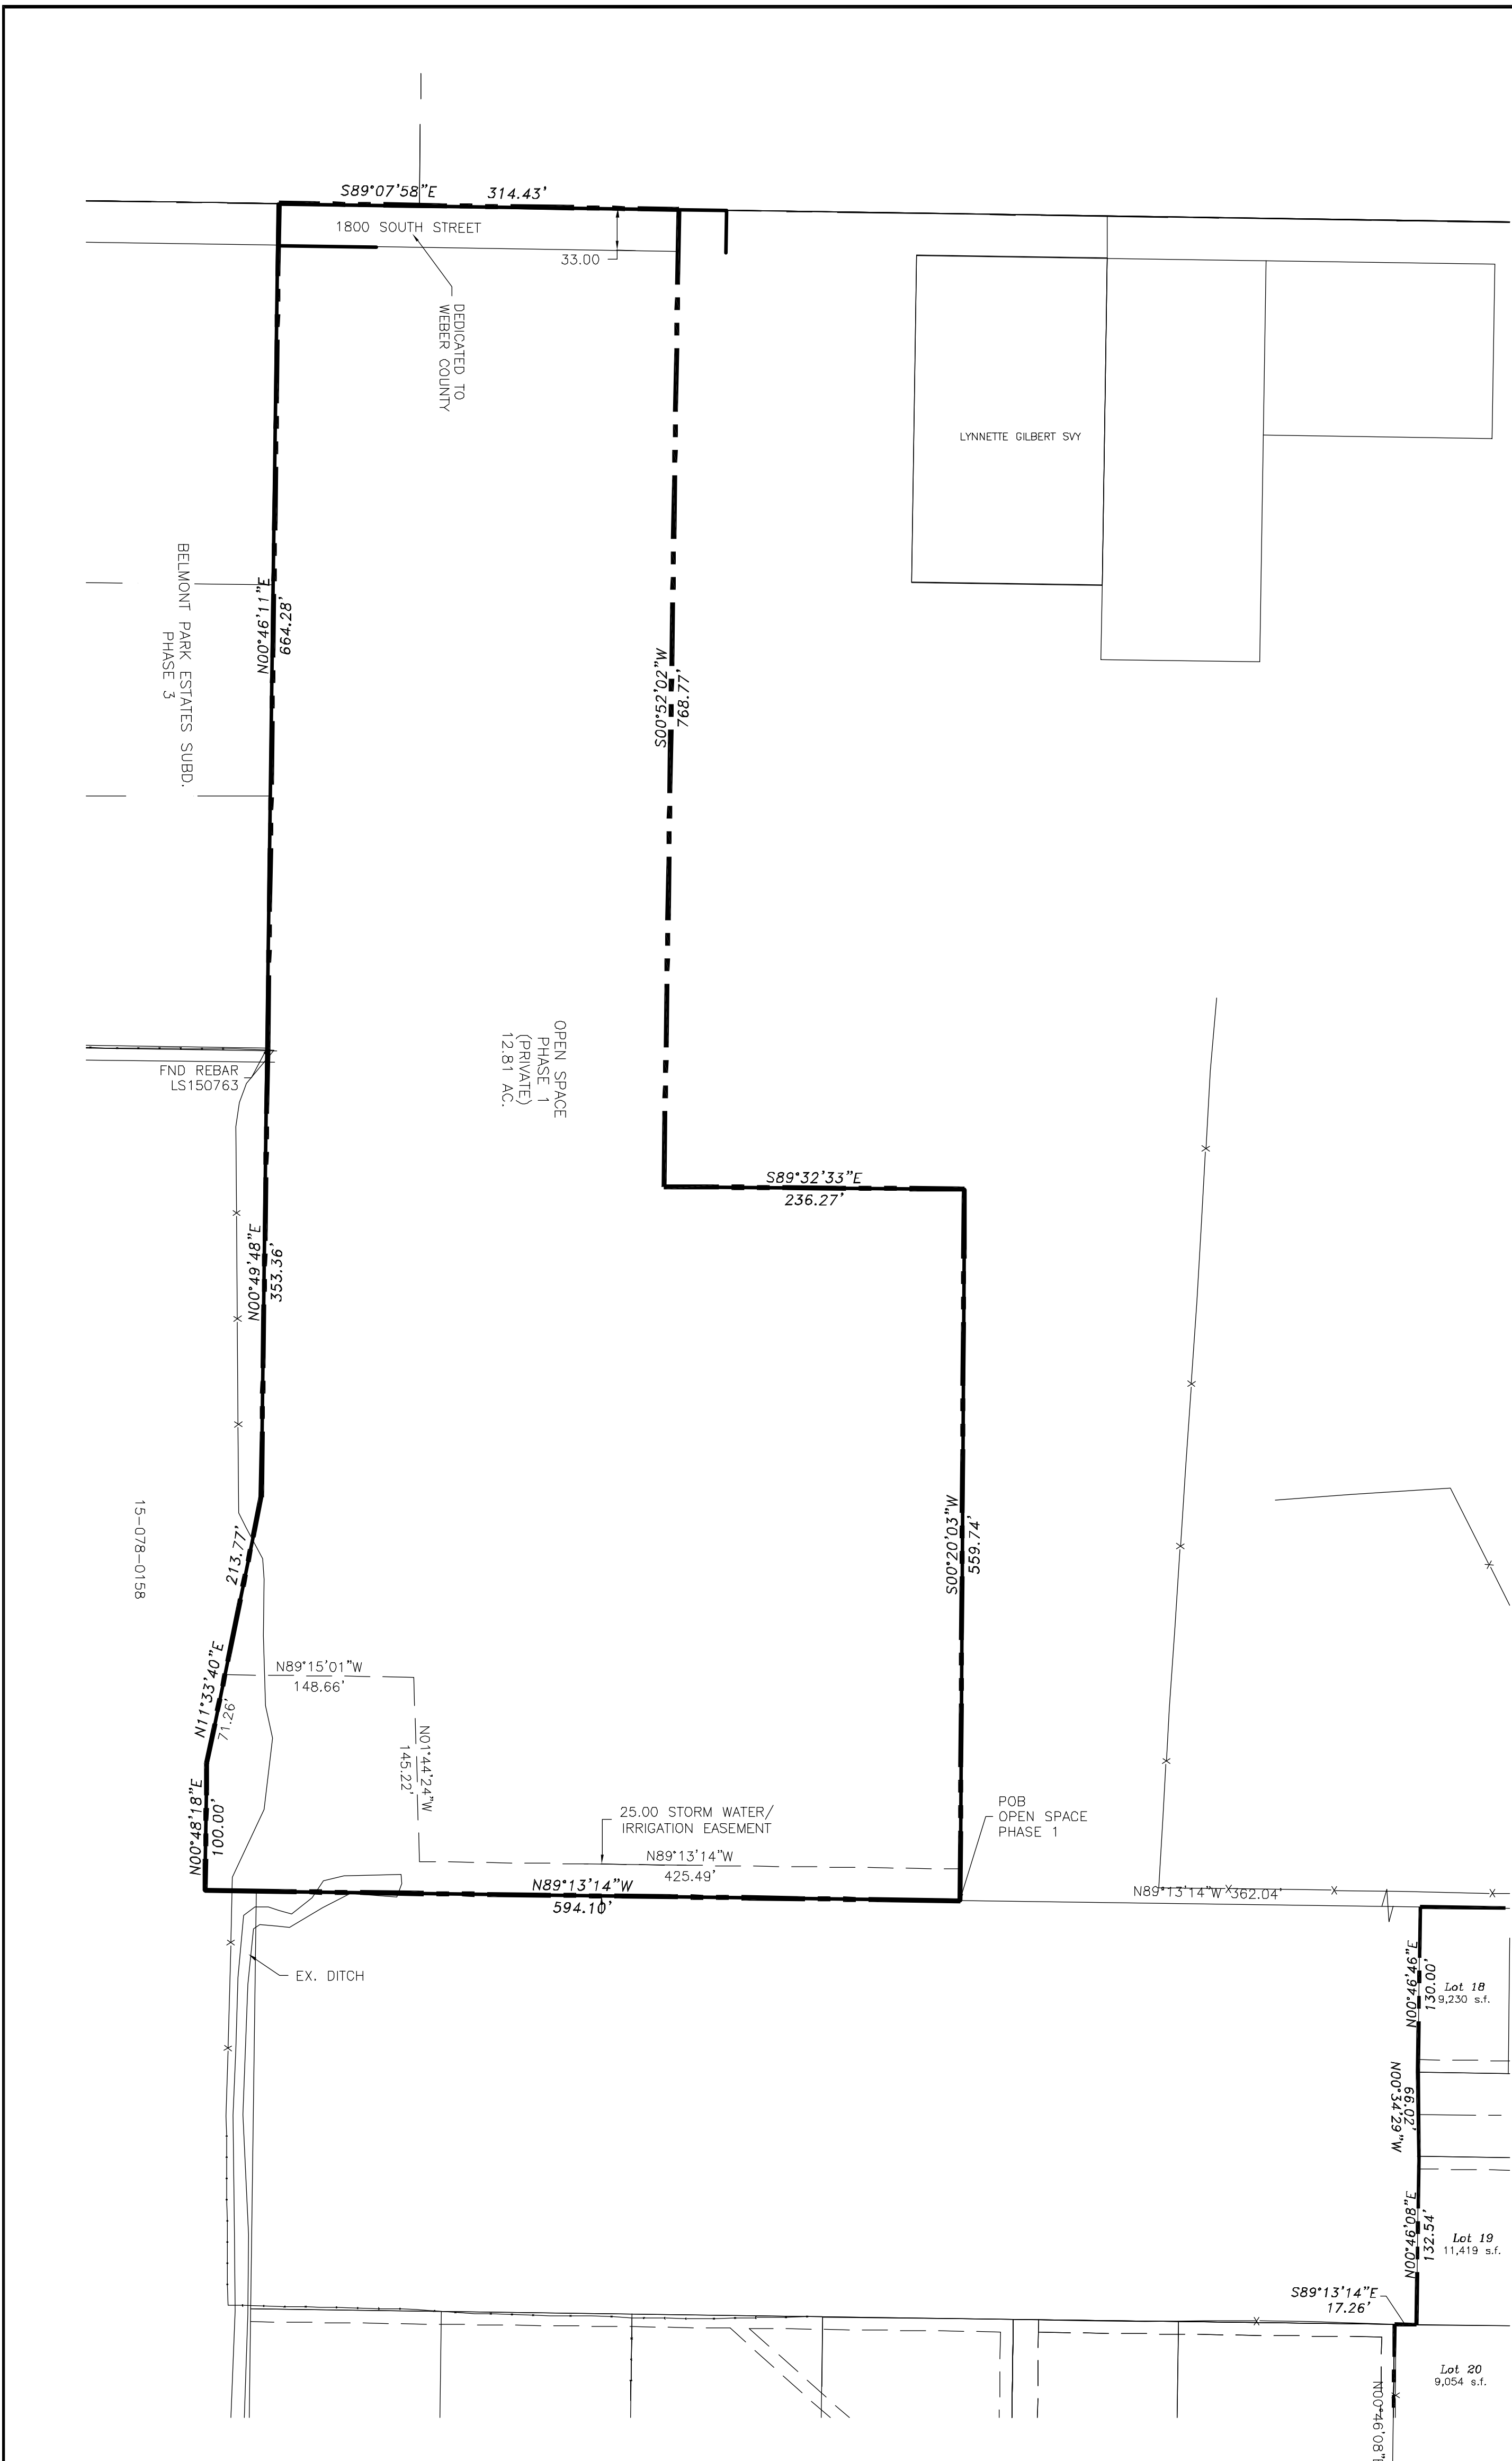 S89°07'58"E 314.43'
1800 SOUTH STREET
33.00
DEDICATED TO
WEBER COUNTY
LYNNETTE GILBERT SVY
BELMONT PARK ESTATES SUBD.
PHASE 3
N00°46'11"E
664.28'
S00°52'02"W
768.77'
OPEN SPACE
PHASE 1
(PRIVATE)
12.81 AC.
FND REBAR
LS150763
S89°32'33"E
236.27'
N00°49'48"E
353.36'
S00°20'03"W
559.74'
15-078-0158
213.77'
N11°33'40"E
71.26'
N89°15'01"W
148.66'
N01°44'24"W
145.22'
N00°48'18"E
100.00'
25.00 STORM WATER/
IRRIGATION EASEMENT
POB
OPEN SPACE
PHASE 1
N89°13'14"W
425.49'
N89°13'14"W
594.10'
N89°13'14"W 362.04'
EX. DITCH
N00°46'46"E
130.00'
Lot 18
9,230 s.f.
66.02'
N00°34'29"W
N00°46'08"E
132.54'
Lot 19
11,419 s.f.
S89°13'14"E
17.26'
Lot 20
9,054 s.f.
N00°46'08"